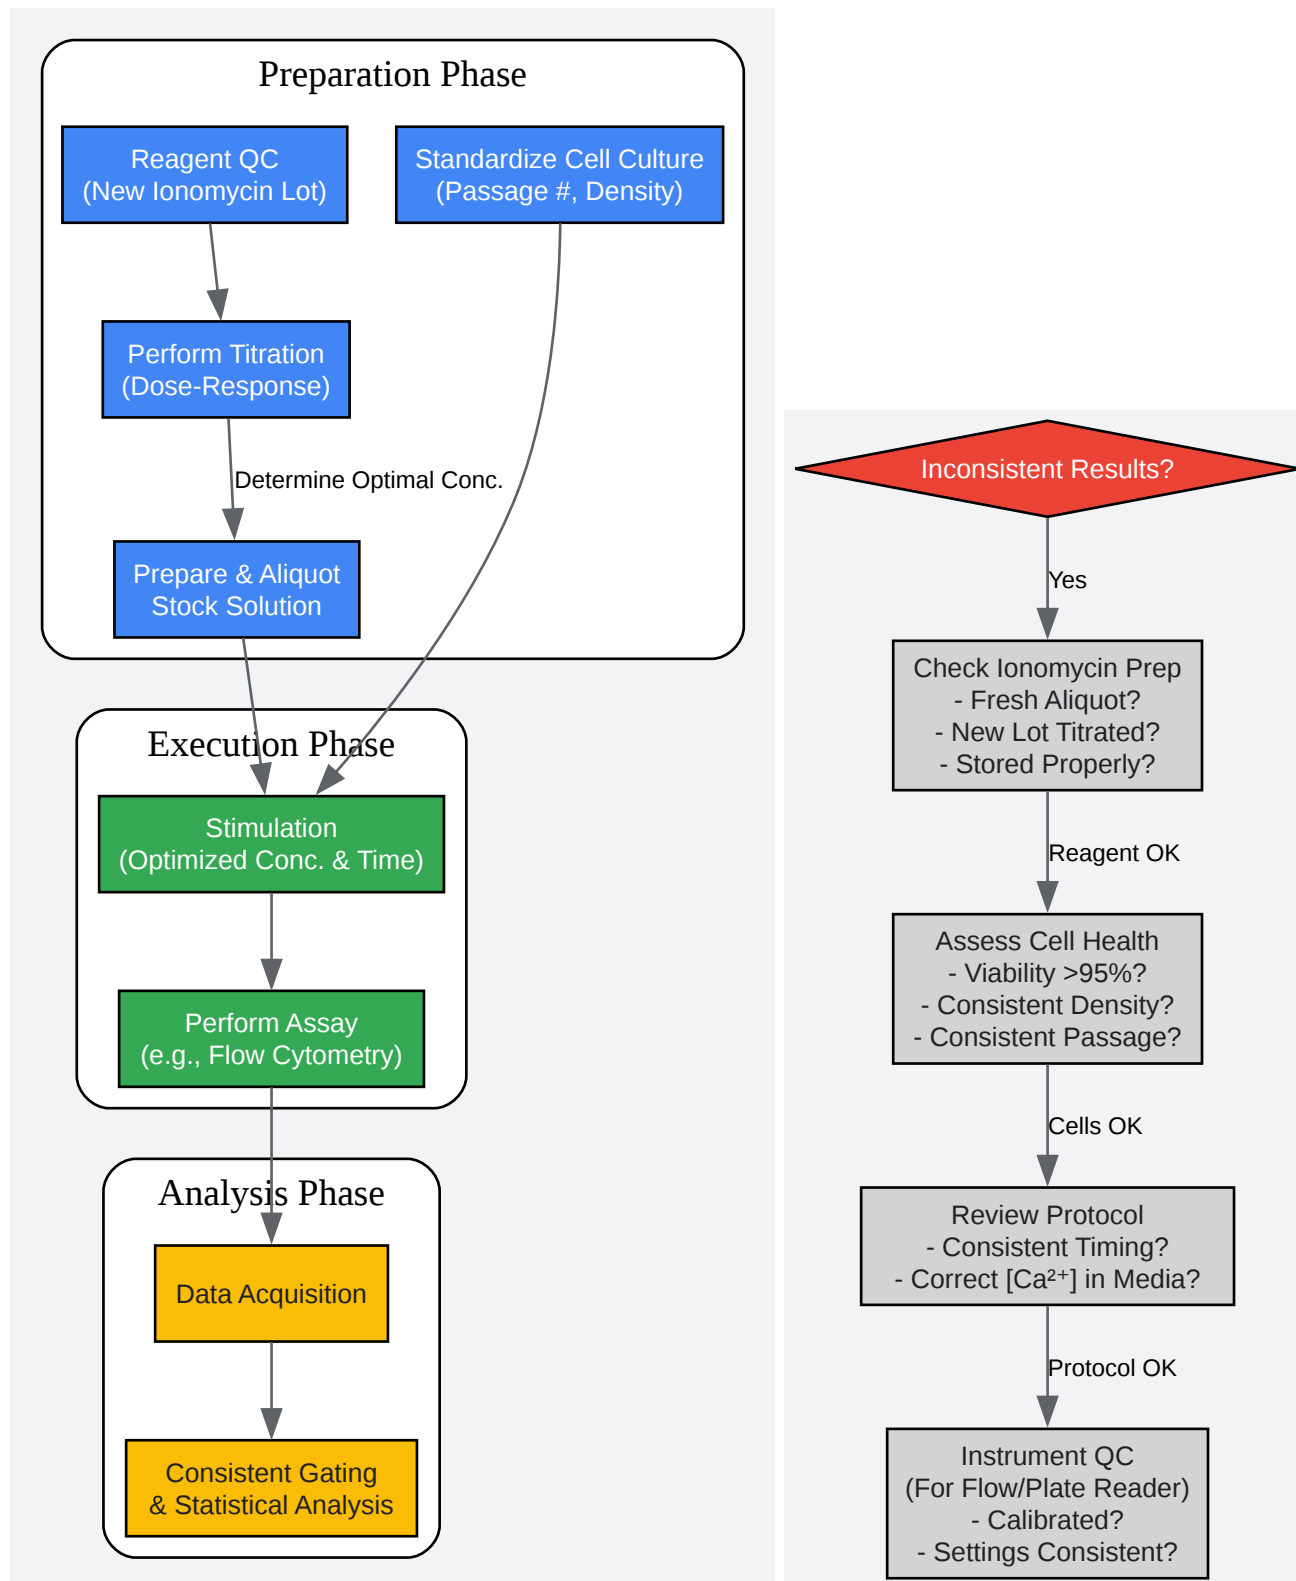 Preparation Phase
Reagent QC
(New Ionomycin Lot)
Standardize Cell Culture
(Passage #, Density)
Perform Titration
(Dose-Response)
Determine Optimal Conc.
Prepare & Aliquot
Stock Solution
Execution Phase
Stimulation
(Optimized Conc. & Time)
Perform Assay
(e.g., Flow Cytometry)
Analysis Phase
Data Acquisition
Consistent Gating
& Statistical Analysis
Inconsistent Results?
Yes
Check Ionomycin Prep
- Fresh Aliquot?
- New Lot Titrated?
- Stored Properly?
Reagent OK
Assess Cell Health
- Viability >95%?
- Consistent Density?
- Consistent Passage?
Cells OK
Review Protocol
- Consistent Timing?
- Correct [Ca²⁺] in Media?
Protocol OK
Instrument QC
(For Flow/Plate Reader)
- Calibrated?
- Settings Consistent?